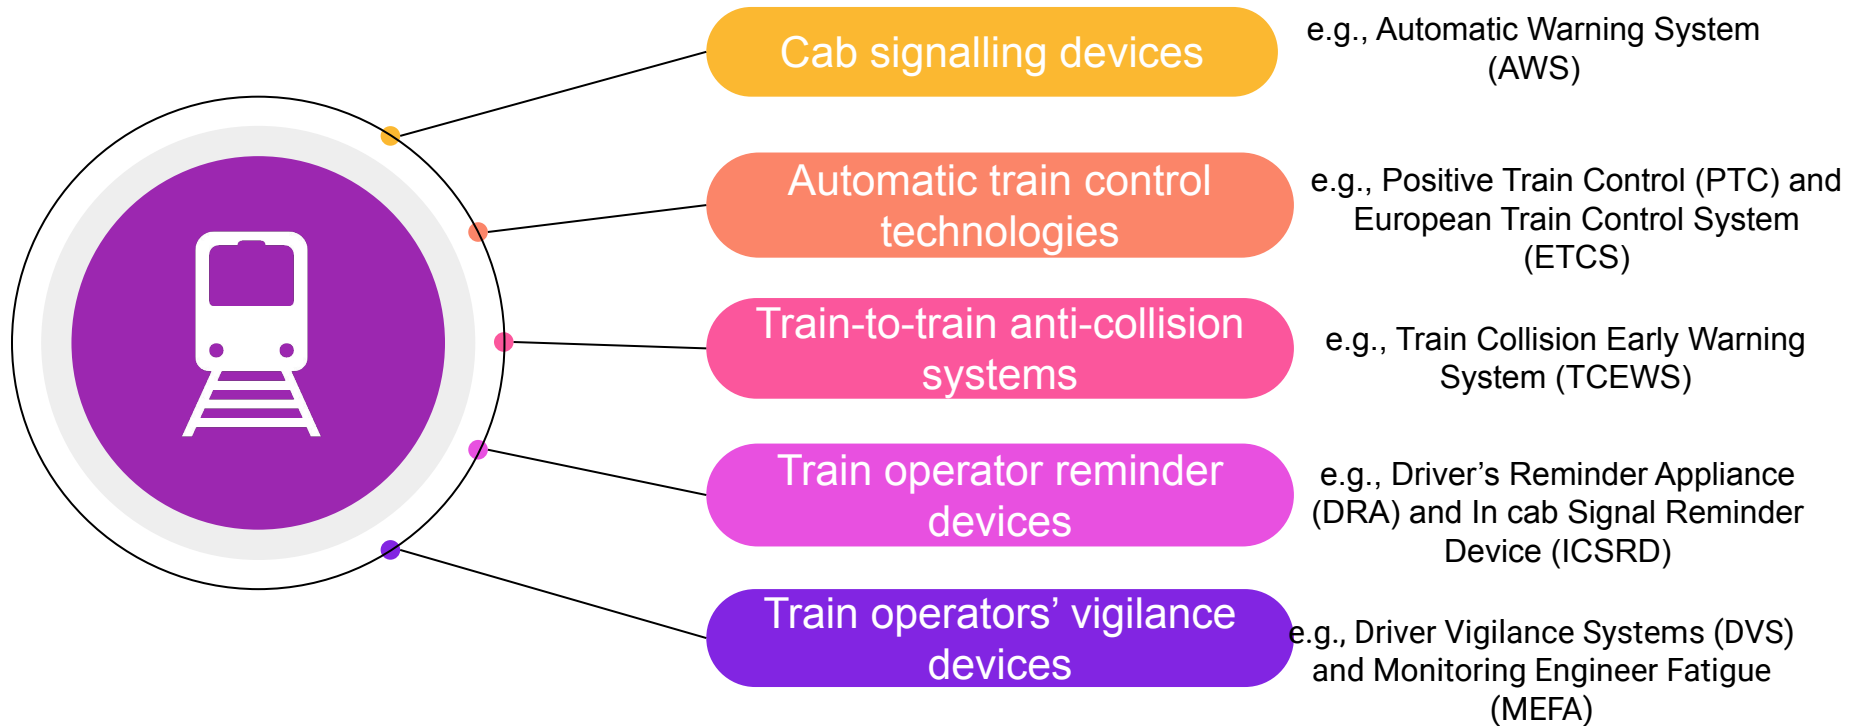 Cab signalling devices
e.g., Automatic Warning System
(AWS)
Automatic train control
technologies
e.g., Positive Train Control (PTC) and
European Train Control System
(ETCS)
Train-to-train anti-collision
systems
e.g., Train Collision Early Warning
System (TCEWS)
Train operator reminder
devices
e.g., Driver’s Reminder Appliance
(DRA) and In cab Signal Reminder
Device (ICSRD)
Train operators’ vigilance
devices
e.g., Driver Vigilance Systems (DVS)
and Monitoring Engineer Fatigue
(MEFA)